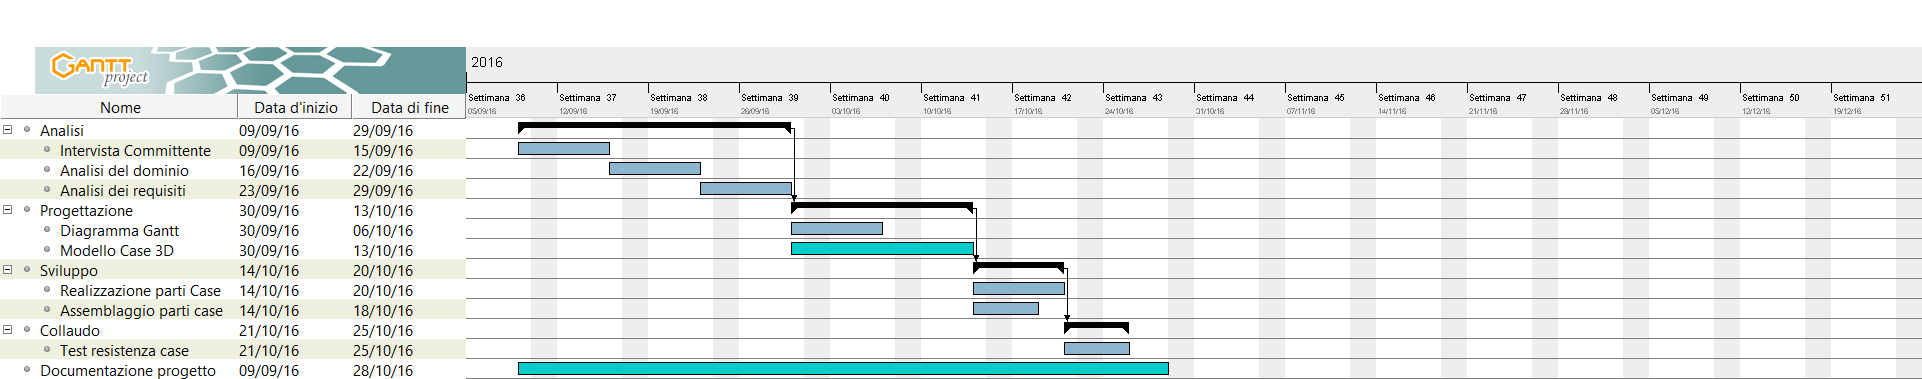 GANTT project
2016
Nome Data d'inizio Data di fine
Settimana 36 Settimana 37 Settimana 38 Settimana 39 Settimana 40 Settimana 41 Settimana 42 Settimana 43 Settimana 44 Settimana 45 Settimana 46 Settimana 47 Settimana 48 Settimana 49 Settimana 50 Settimana 51
05/09/16 12/09/16 19/09/16 26/09/16 03/10/16 10/10/16 17/10/16 24/10/16 31/10/16 07/11/16 14/11/16 21/11/16 28/11/16 05/12/16 12/12/16 19/12/16
Analisi 09/09/16 29/09/16
Intervista Committente 09/09/16 15/09/16
Analisi del dominio 16/09/16 22/09/16
Analisi dei requisiti 23/09/16 29/09/16
Progettazione 30/09/16 13/10/16
Diagramma Gantt 30/09/16 06/10/16
Modello Case 3D 30/09/16 13/10/16
Sviluppo 14/10/16 20/10/16
Realizzazione parti Case 14/10/16 20/10/16
Assemblaggio parti case 14/10/16 18/10/16
Collaudo 21/10/16 25/10/16
Test resistenza case 21/10/16 25/10/16
Documentazione progetto 09/09/16 28/10/16